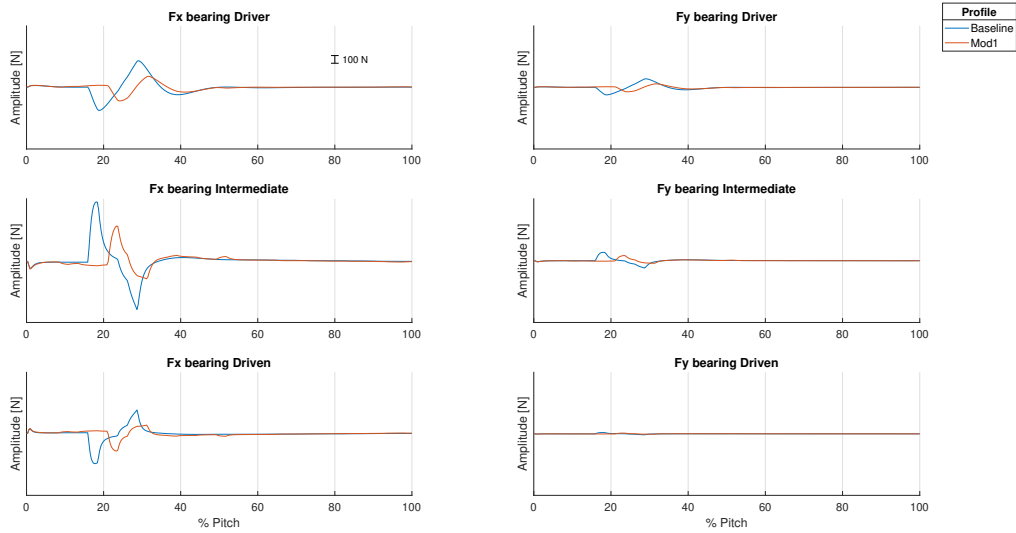 Fx bearing Driver
Amplitude [N]
100 N
0 20 40 60 80 100
Fy bearing Driver
Amplitude [N]
0 20 40 60 80 100
Profile
Baseline
Mod1
Fx bearing Intermediate
Amplitude [N]
0 20 40 60 80 100
Fy bearing Intermediate
Amplitude [N]
0 20 40 60 80 100
Fx bearing Driven
Amplitude [N]
0 20 40 60 80 100
% Pitch
Fy bearing Driven
Amplitude [N]
0 20 40 60 80 100
% Pitch